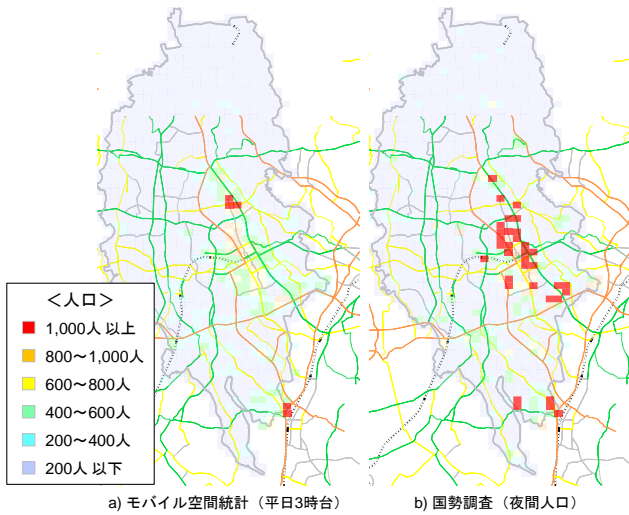 ＜人口＞
1,000人 以上
800～1,000人
600～800人
400～600人
200～400人
200人 以下
a) モバイル空間統計（平日3時台）
b) 国勢調査（夜間人口）